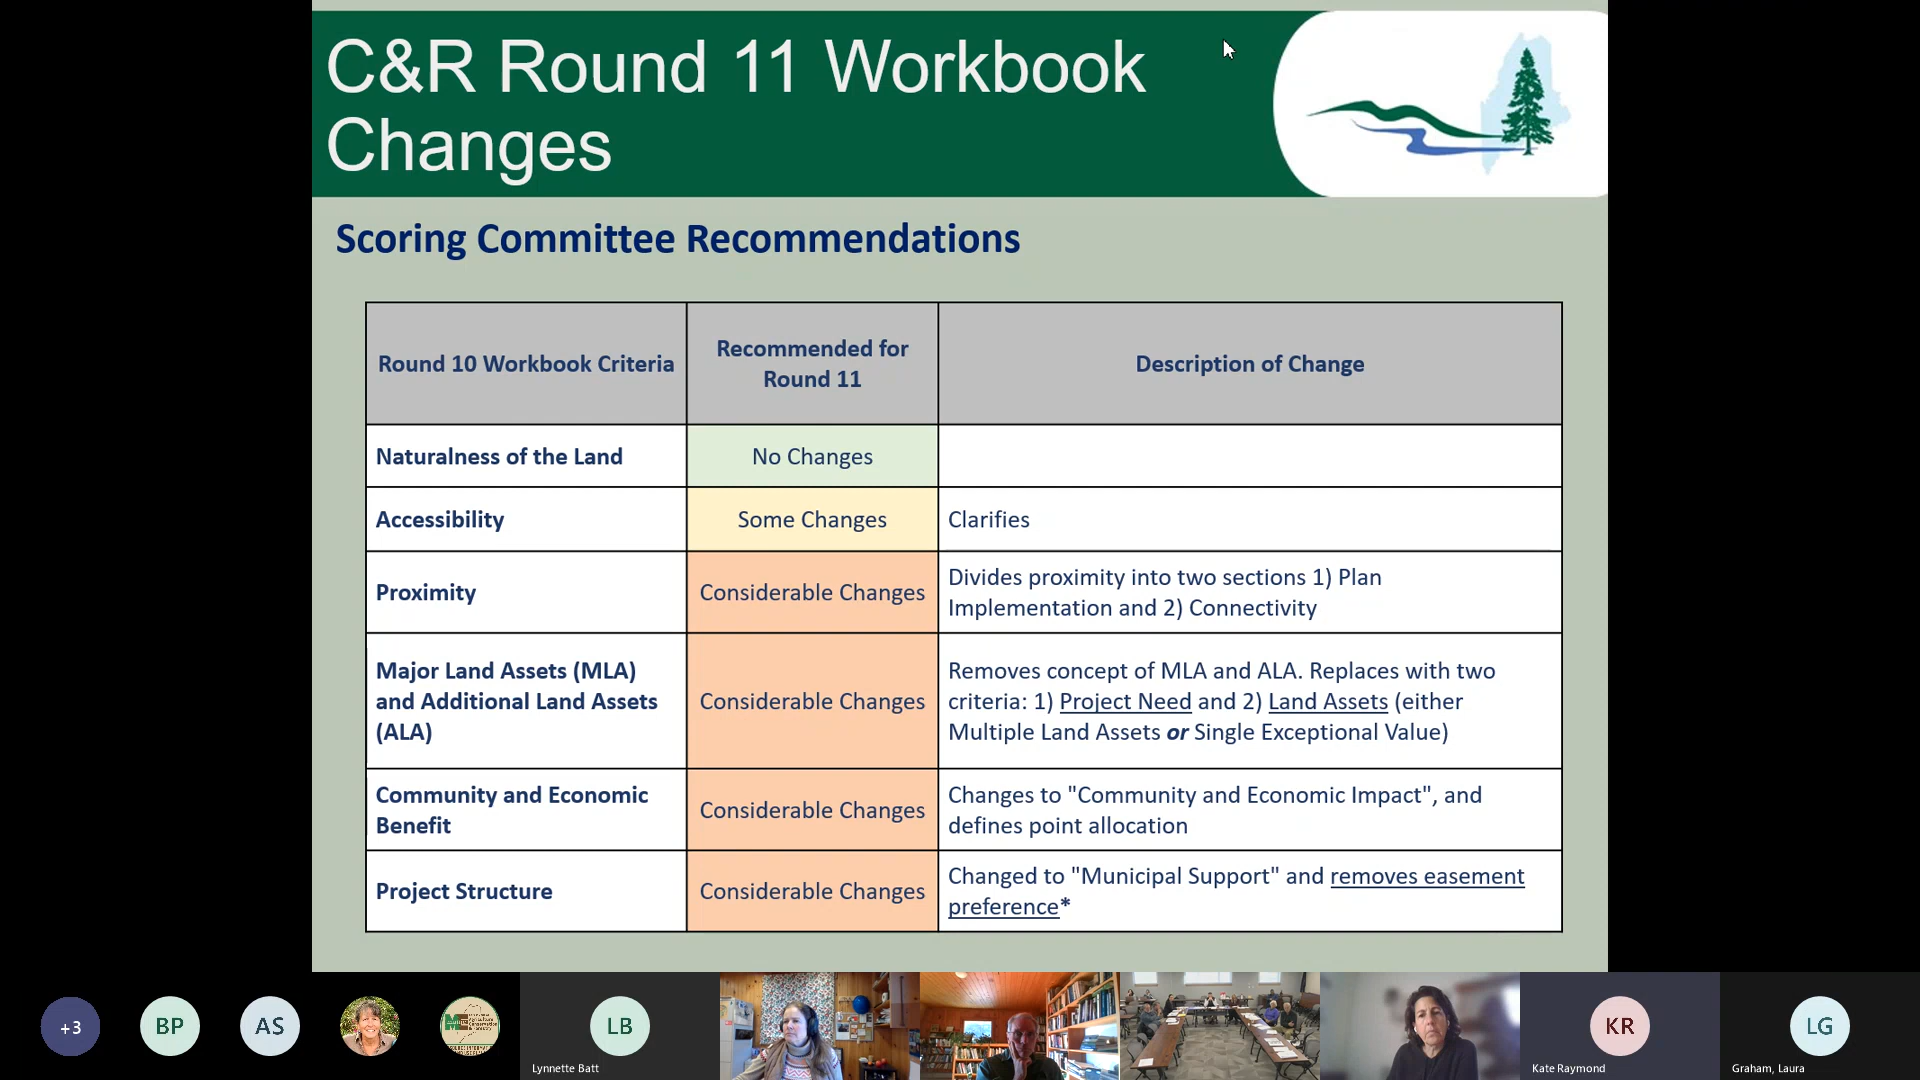 C&R Round 11 Workbook
Changes
Scoring Committee Recommendations
Round 10 Workbook Criteria
Recommended for
Round 11
Description of Change
Naturalness of the Land
No Changes
Accessibility
Some Changes
Clarifies
Proximity
Considerable Changes
Divides proximity into two sections 1) Plan
Implementation and 2) Connectivity
Major Land Assets (MLA)
and Additional Land Assets
(ALA)
Considerable Changes
Removes concept of MLA and ALA. Replaces with two
criteria: 1) Project Need and 2) Land Assets (either
Multiple Land Assets or Single Exceptional Value)
Community and Economic
Benefit
Considerable Changes
Changes to "Community and Economic Impact", and
defines point allocation
Project Structure
Considerable Changes
Changed to "Municipal Support" and removes easement
preference*
+3
BP
AS
LB
Lynnette Batt
KR
Kate Raymond
LG
Graham, Laura